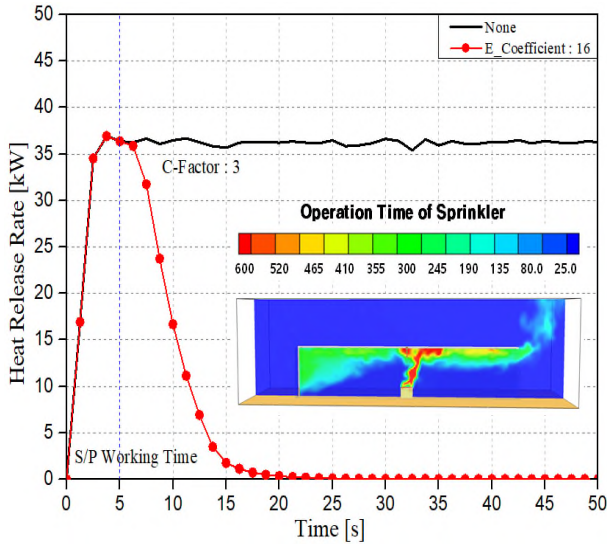 50
45
40
35
30
25
20
15
10
5
0
Heat Release Rate [kW]
None
E_Coefficient : 16
C-Factor : 3
Operation Time of Sprinkler
600 520 465 410 355 300 245 190 135 80.0 25.0
S/P Working Time
0 5 10 15 20 25 30 35 40 45 50
Time [s]